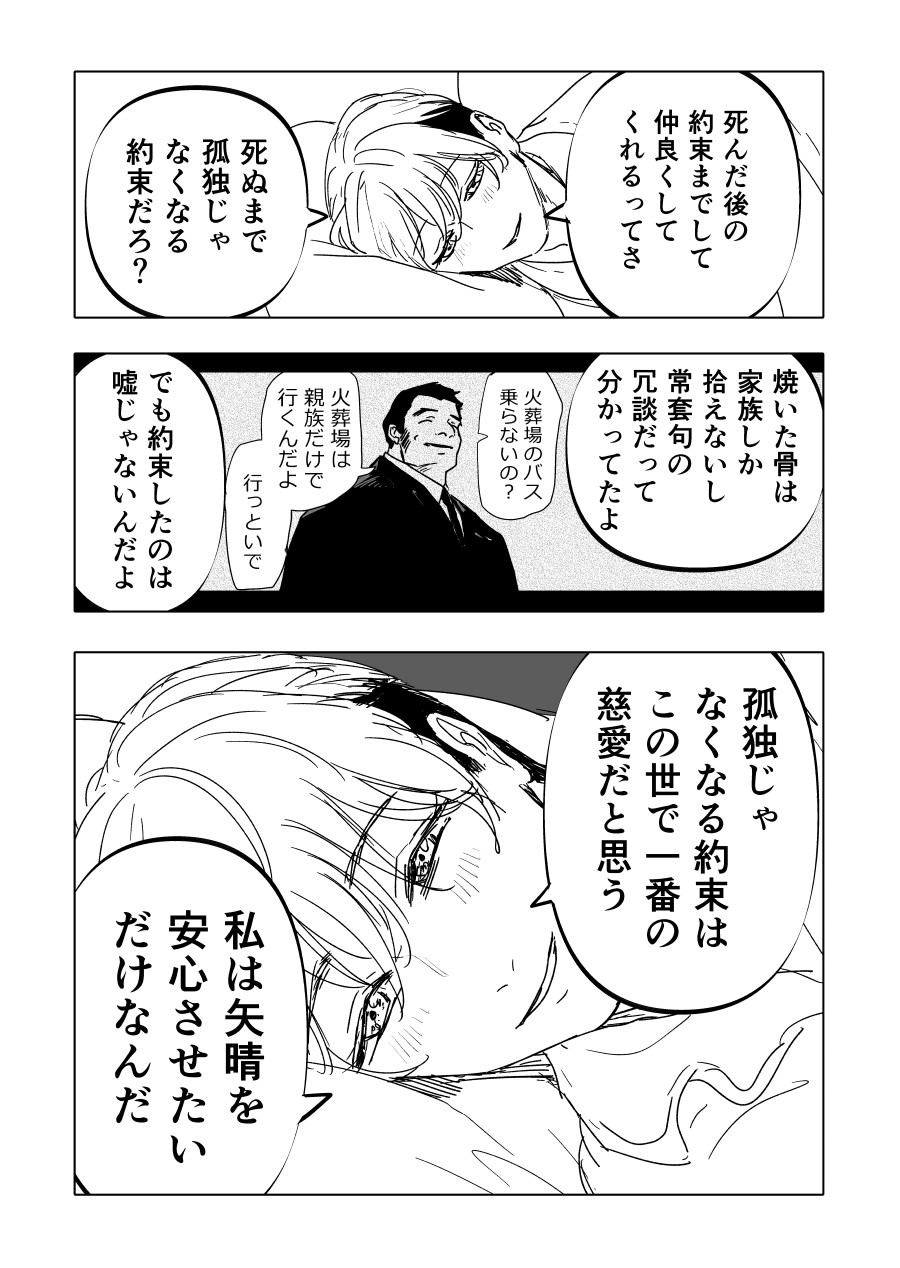 死んだ後の
約束までして
仲良くして
くれるってさ
死ぬまで
孤独じゃ
なくなる
約束だろ?
焼いた骨は
家族しか
拾えないし
常套句の
冗談だって
分かってたよ
火葬場のバス
乗らないの?
火葬場は
親族だけで
行くんだよ
行っといで
でも約束したのは
嘘じゃないんだよ
孤独じゃ
なくなる約束は
この世で一番の
慈愛だと思う
私は矢晴を
安心させたい
だけなんだ